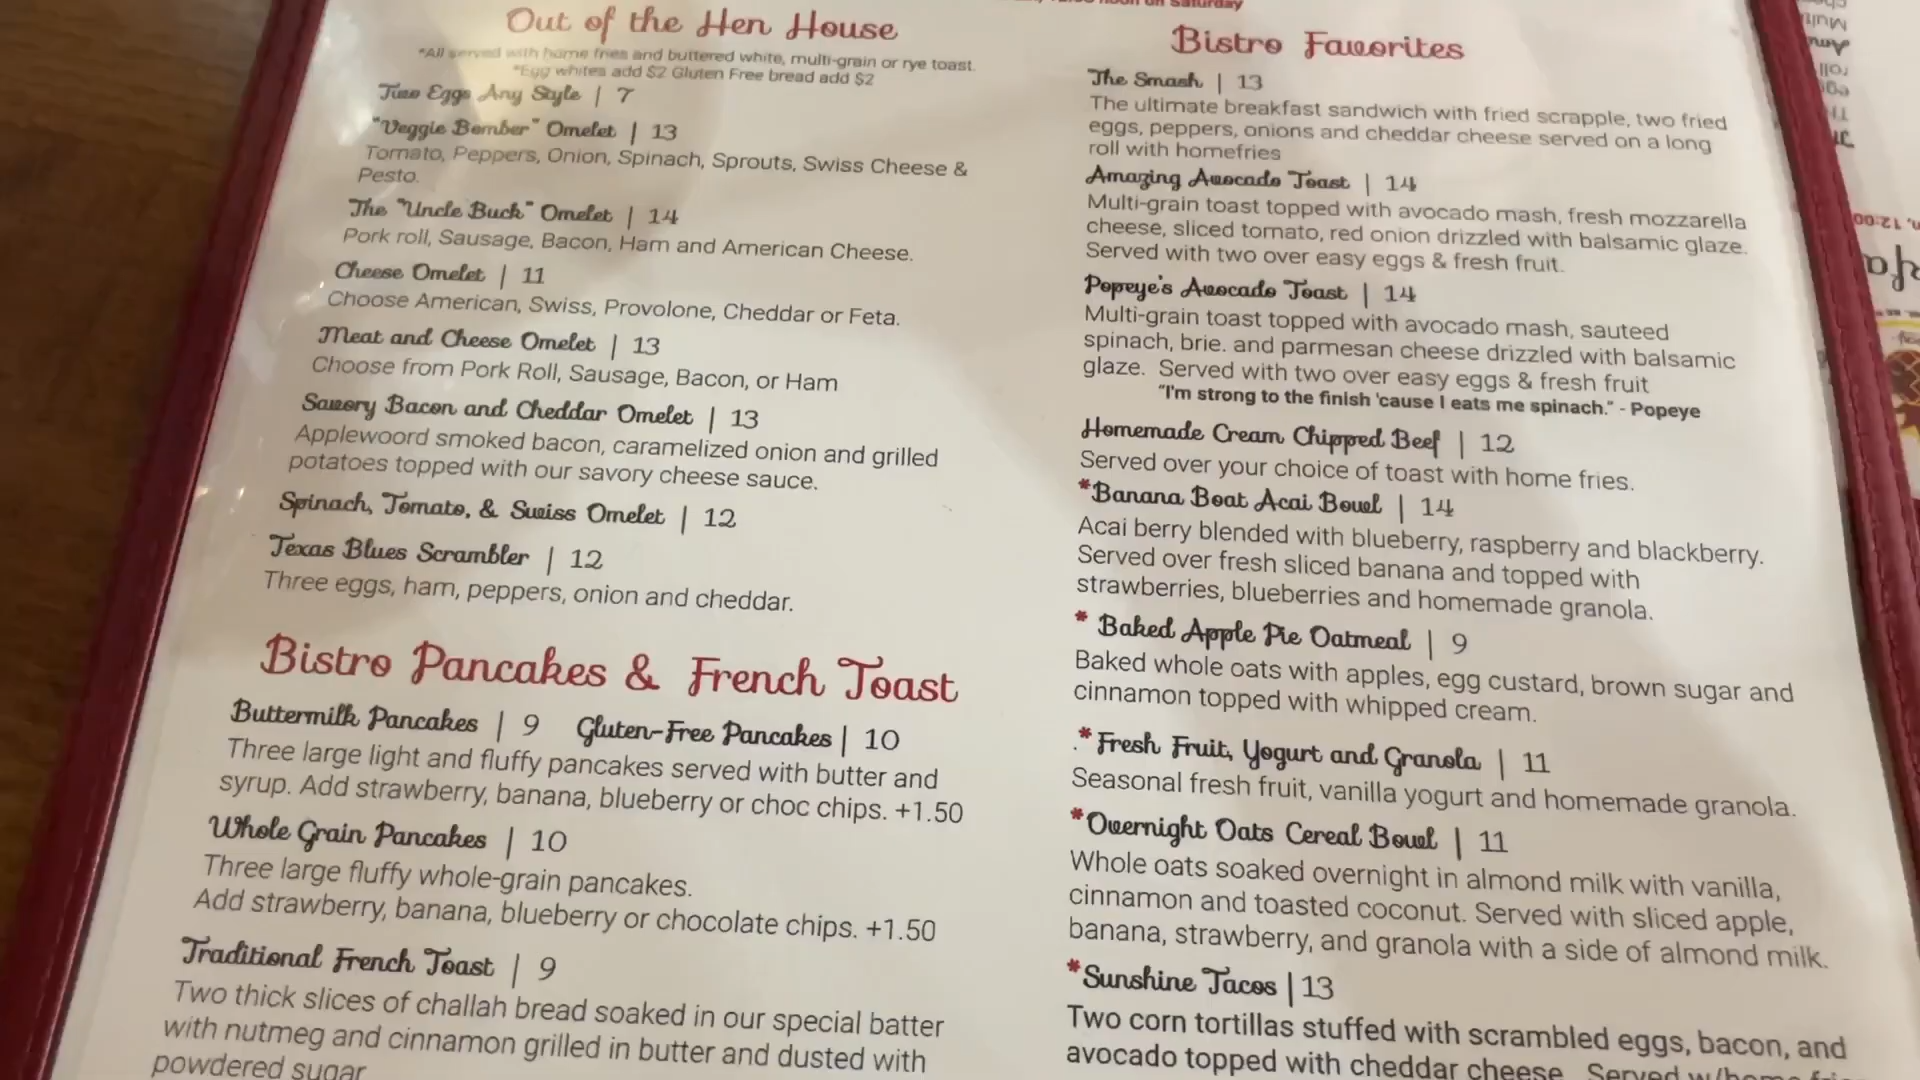 noon on Saturday
Out of the Hen House
*All served with home fries and buttered white, multi-grain or rye toast.
*Egg whites add $2 Gluten Free bread add $2
Two Eggs Any Style | 7
"Veggie Bomber" Omelet | 13
Tomato, Peppers, Onion, Spinach, Sprouts, Swiss Cheese &
Pesto.
The "Uncle Buck" Omelet | 14
Pork roll, Sausage, Bacon, Ham and American Cheese.
Cheese Omelet | 11
Choose American, Swiss, Provolone, Cheddar or Feta.
Meat and Cheese Omelet | 13
Choose from Pork Roll, Sausage, Bacon, or Ham
Savory Bacon and Cheddar Omelet | 13
Applewoord smoked bacon, caramelized onion and grilled
potatoes topped with our savory cheese sauce.
Spinach, Tomato, & Swiss Omelet | 12
Texas Blues Scrambler | 12
Three eggs, ham, peppers, onion and cheddar.
Bistro Pancakes & French Toast
Buttermilk Pancakes | 9 Gluten-Free Pancakes | 10
Three large light and fluffy pancakes served with butter and
syrup. Add strawberry, banana, blueberry or choc chips. +1.50
Whole Grain Pancakes | 10
Three large fluffy whole-grain pancakes.
Add strawberry, banana, blueberry or chocolate chips. +1.50
Traditional French Toast | 9
Two thick slices of challah bread soaked in our special batter
with nutmeg and cinnamon grilled in butter and dusted with
powdered sugar
Bistro Favorites
The Smash | 13
The ultimate breakfast sandwich with fried scrapple, two fried
eggs, peppers, onions and cheddar cheese served on a long
roll with homefries
Amazing Avocado Toast | 14
Multi-grain toast topped with avocado mash, fresh mozzarella
cheese, sliced tomato, red onion drizzled with balsamic glaze.
Served with two over easy eggs & fresh fruit.
Popeye's Avocado Toast | 14
Multi-grain toast topped with avocado mash, sauteed
spinach, brie. and parmesan cheese drizzled with balsamic
glaze. Served with two over easy eggs & fresh fruit
"I'm strong to the finish 'cause I eats me spinach." - Popeye
Homemade Cream Chipped Beef | 12
Served over your choice of toast with home fries.
*Banana Boat Acai Bowl | 14
Acai berry blended with blueberry, raspberry and blackberry.
Served over fresh sliced banana and topped with
strawberries, blueberries and homemade granola.
* Baked Apple Pie Oatmeal | 9
Baked whole oats with apples, egg custard, brown sugar and
cinnamon topped with whipped cream.
.*Fresh Fruit, Yogurt and Granola | 11
Seasonal fresh fruit, vanilla yogurt and homemade granola.
*Overnight Oats Cereal Bowl | 11
Whole oats soaked overnight in almond milk with vanilla,
cinnamon and toasted coconut. Served with sliced apple,
banana, strawberry, and granola with a side of almond milk.
*Sunshine Tacos | 13
Two corn tortillas stuffed with scrambled eggs, bacon, and
avocado topped with cheddar cheese. Served w/home